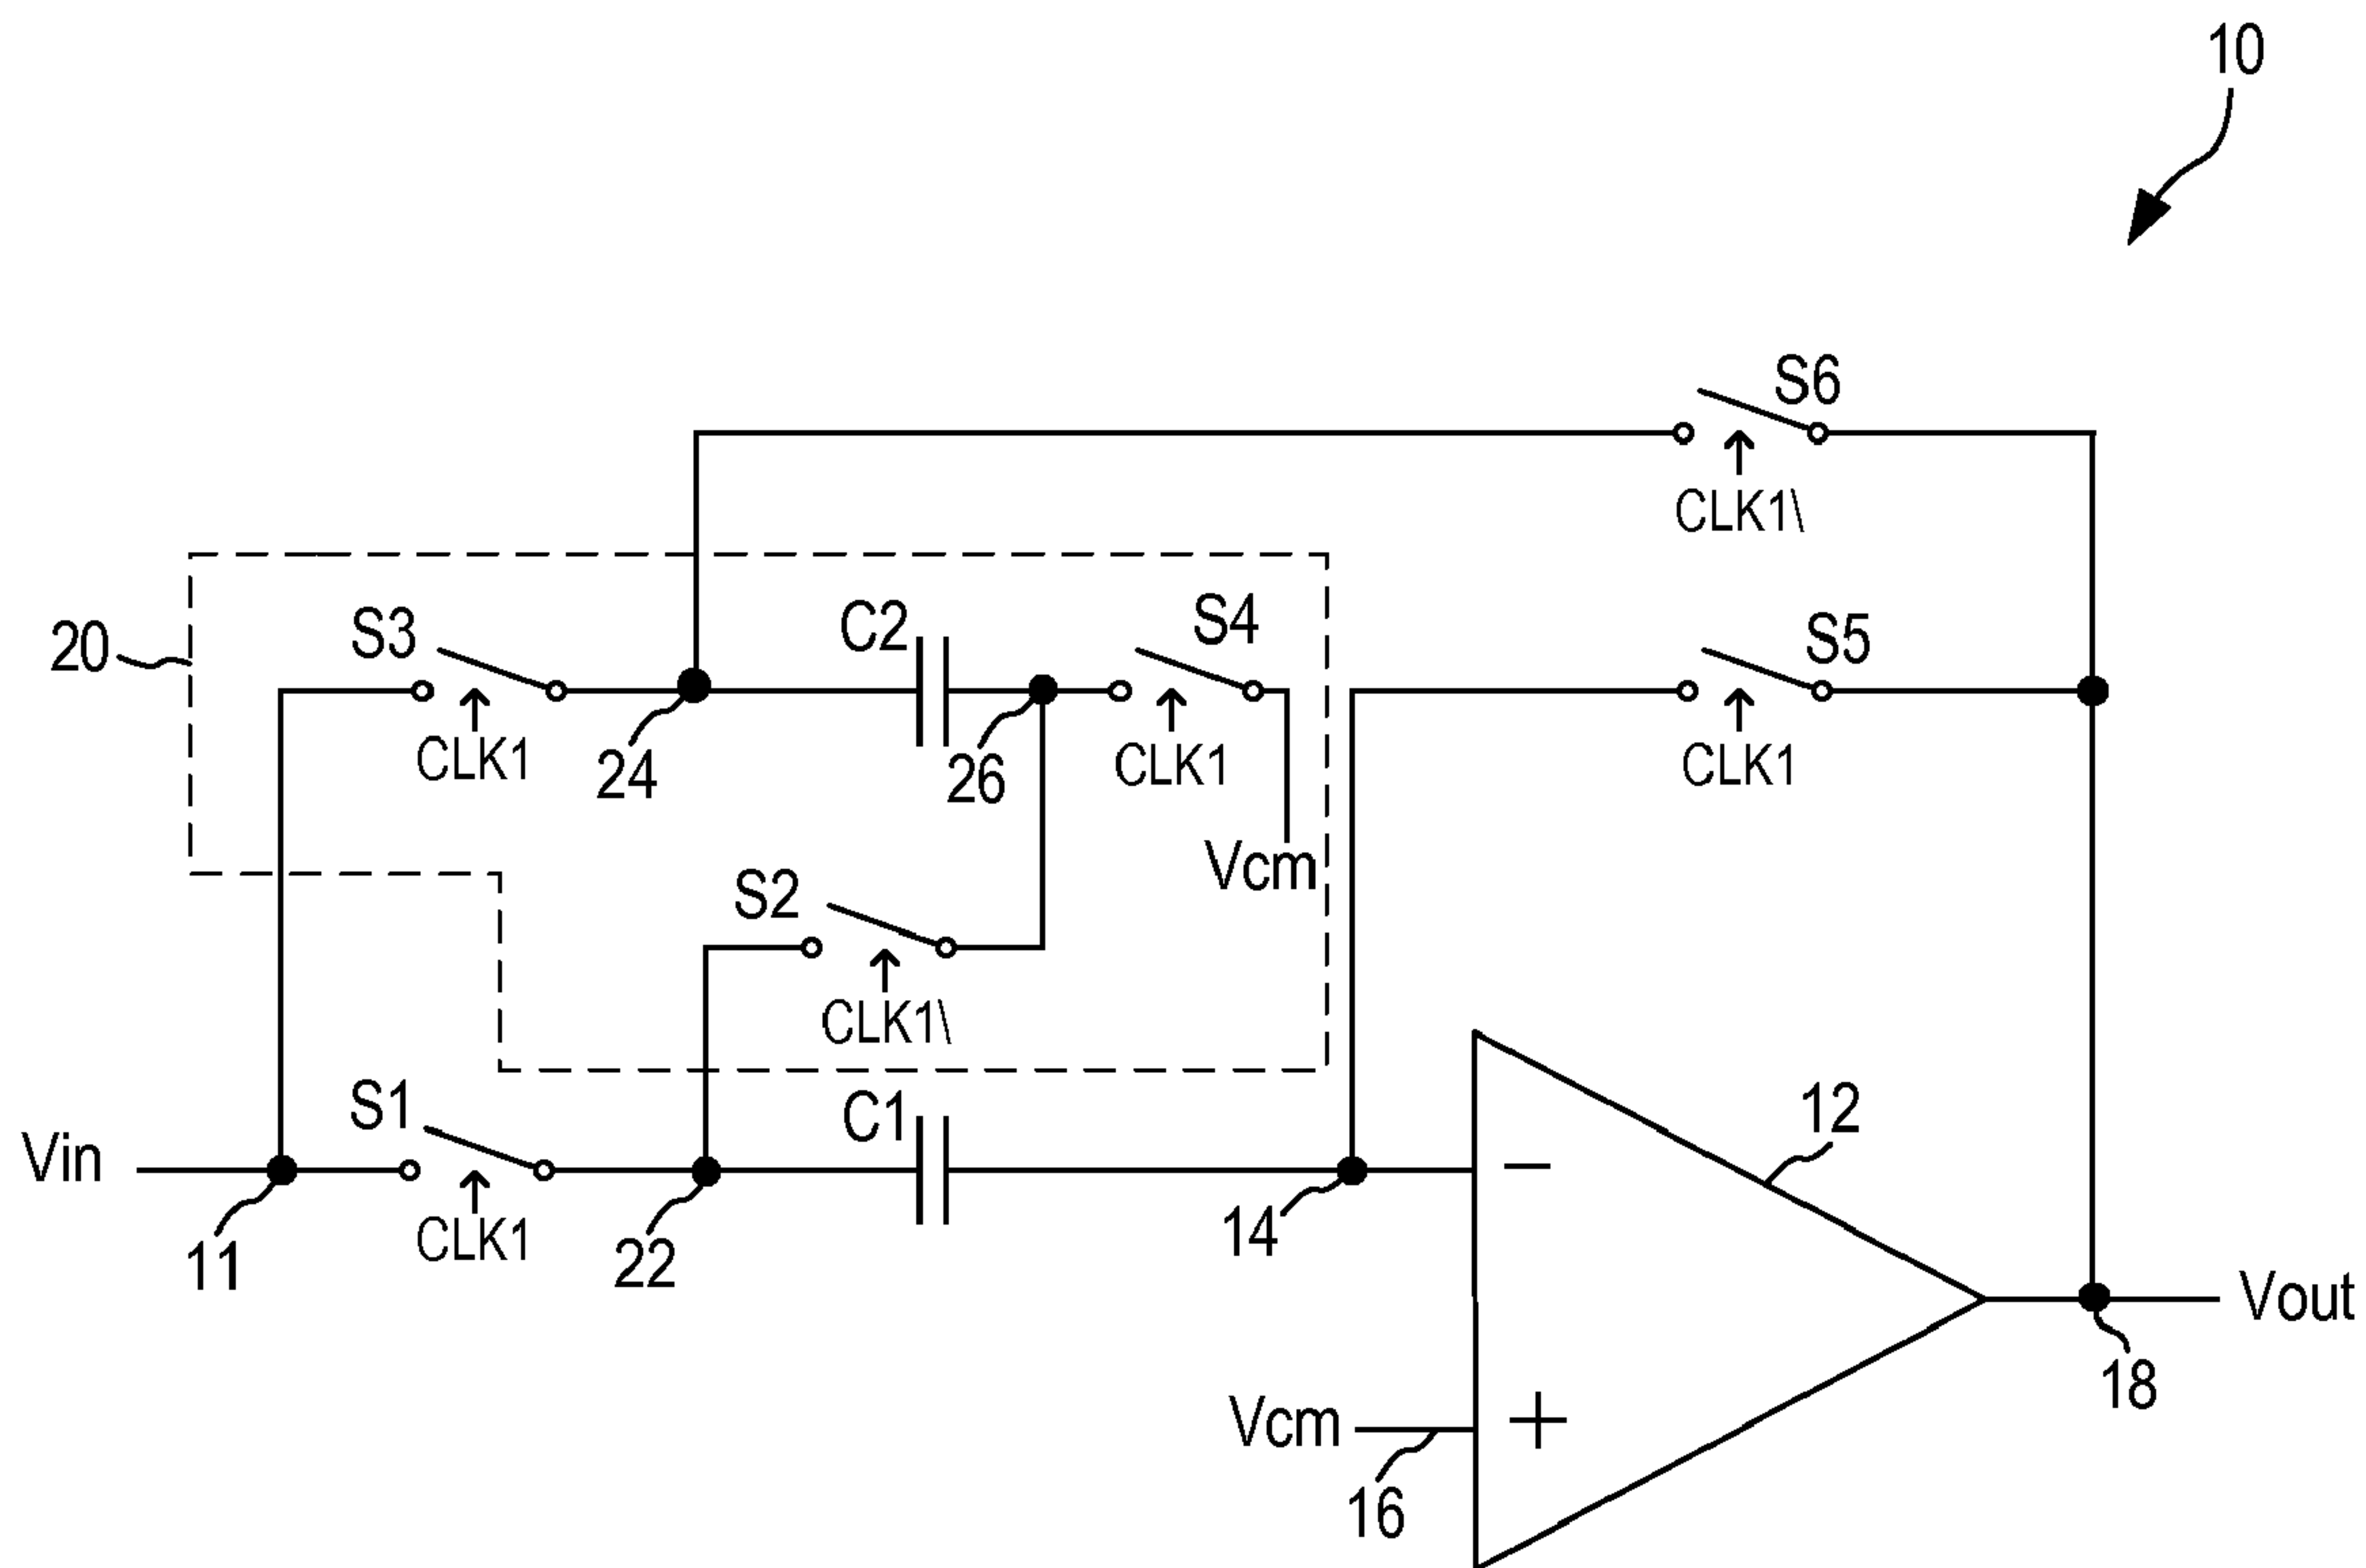 10
S6
CLK1\
20
S3
C2
S4
S5
CLK1
24
26
CLK1
CLK1
Vcm
S2
CLK1\
S1
C1
12
Vin
−
11
CLK1
22
14
Vout
Vcm
+
16
18